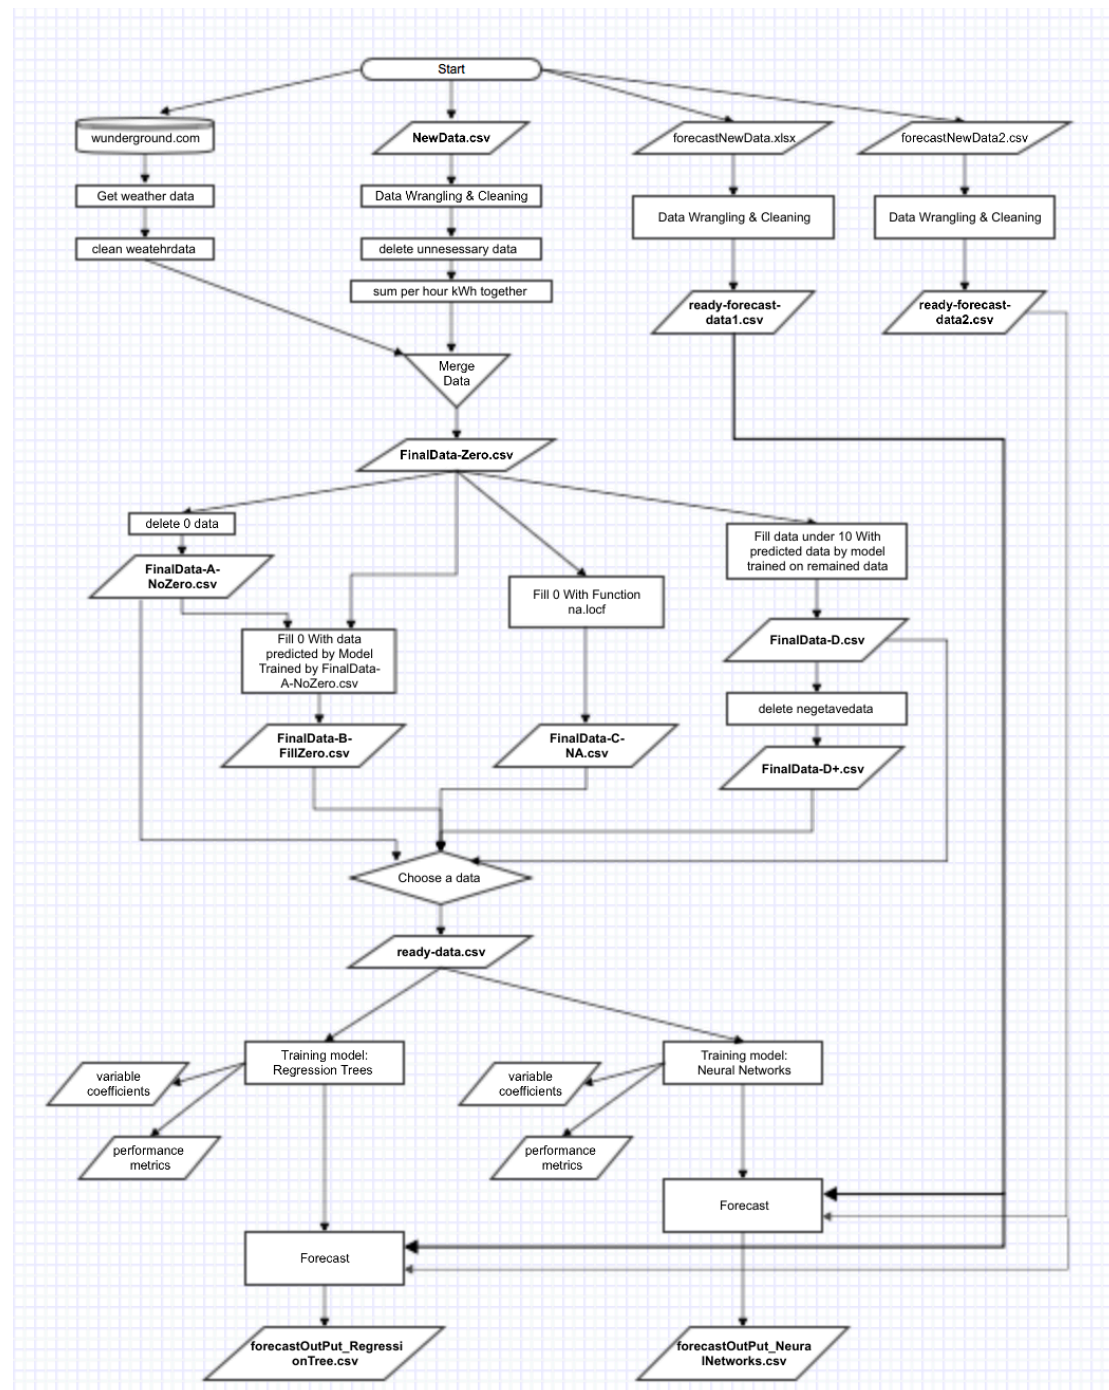 Start
wunderground.com
NewData.csv
forecastNewData.xlsx
forecastNewData2.csv
Get weather data
Data Wrangling & Cleaning
Data Wrangling & Cleaning
Data Wrangling & Cleaning
clean weatehrdata
delete unnesessary data
sum per hour kWh together
ready-forecast-
data1.csv
ready-forecast-
data2.csv
Merge
Data
FinalData-Zero.csv
delete 0 data
Fill data under 10 With
predicted data by model
trained on remained data
FinalData-A-
NoZero.csv
Fill 0 With Function
na.locf
Fill 0 With data
predicted by Model
Trained by FinalData-
A-NoZero.csv
FinalData-D.csv
delete negetavedata
FinalData-B-
FillZero.csv
FinalData-C-
NA.csv
FinalData-D+.csv
Choose a data
ready-data.csv
Training model:
Regression Trees
Training model:
Neural Networks
variable
coefficients
variable
coefficients
performance
metrics
performance
metrics
Forecast
Forecast
forecastOutPut_Regressi
onTree.csv
forecastOutPut_Neura
lNetworks.csv